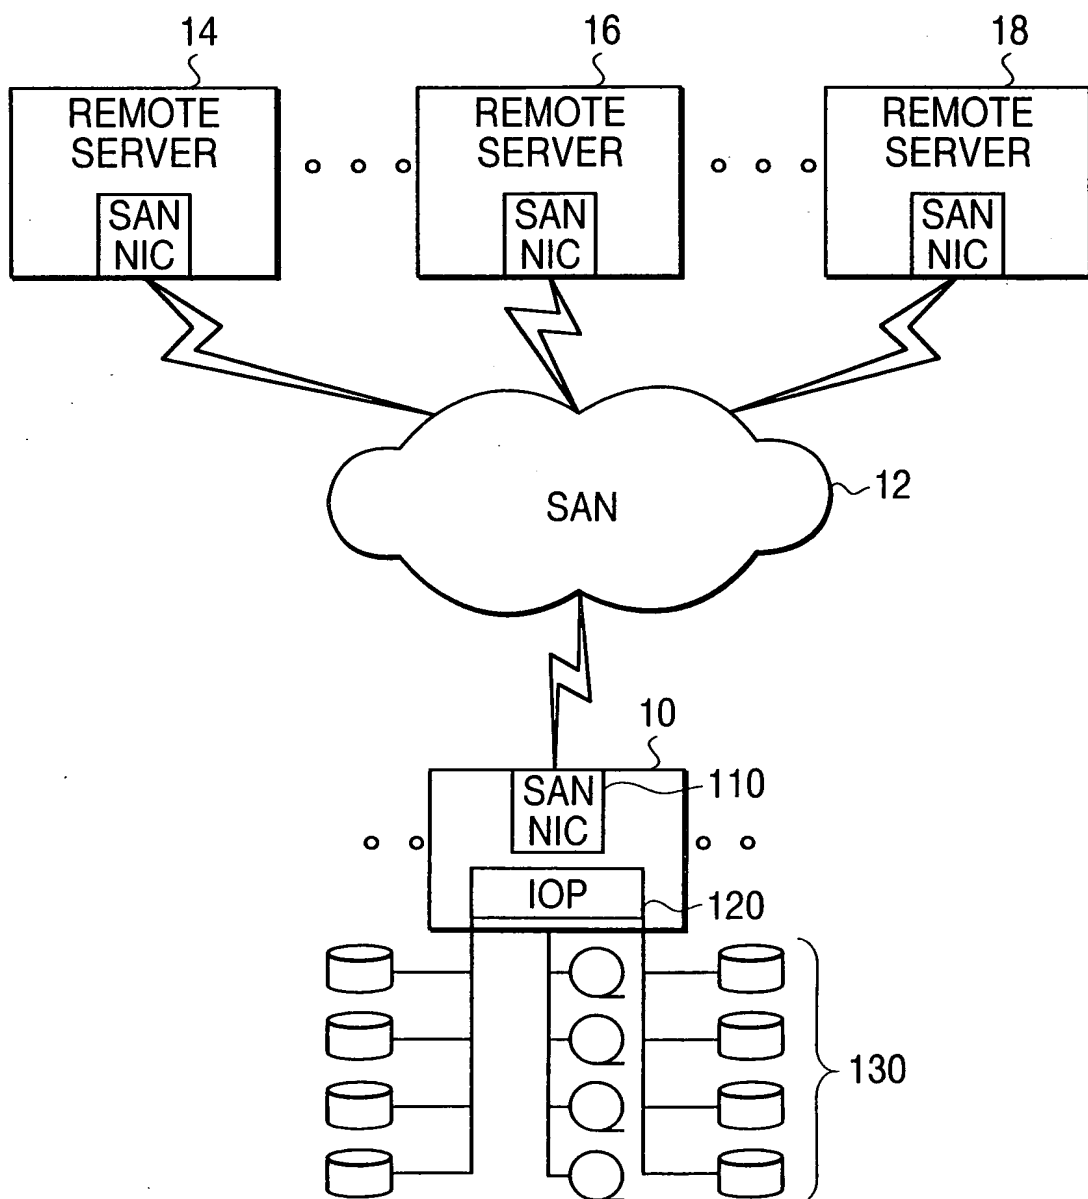 14
16
18
REMOTE
SERVER
SAN
NIC
REMOTE
SERVER
SAN
NIC
REMOTE
SERVER
SAN
NIC
SAN
12
10
SAN
NIC
110
IOP
120
130